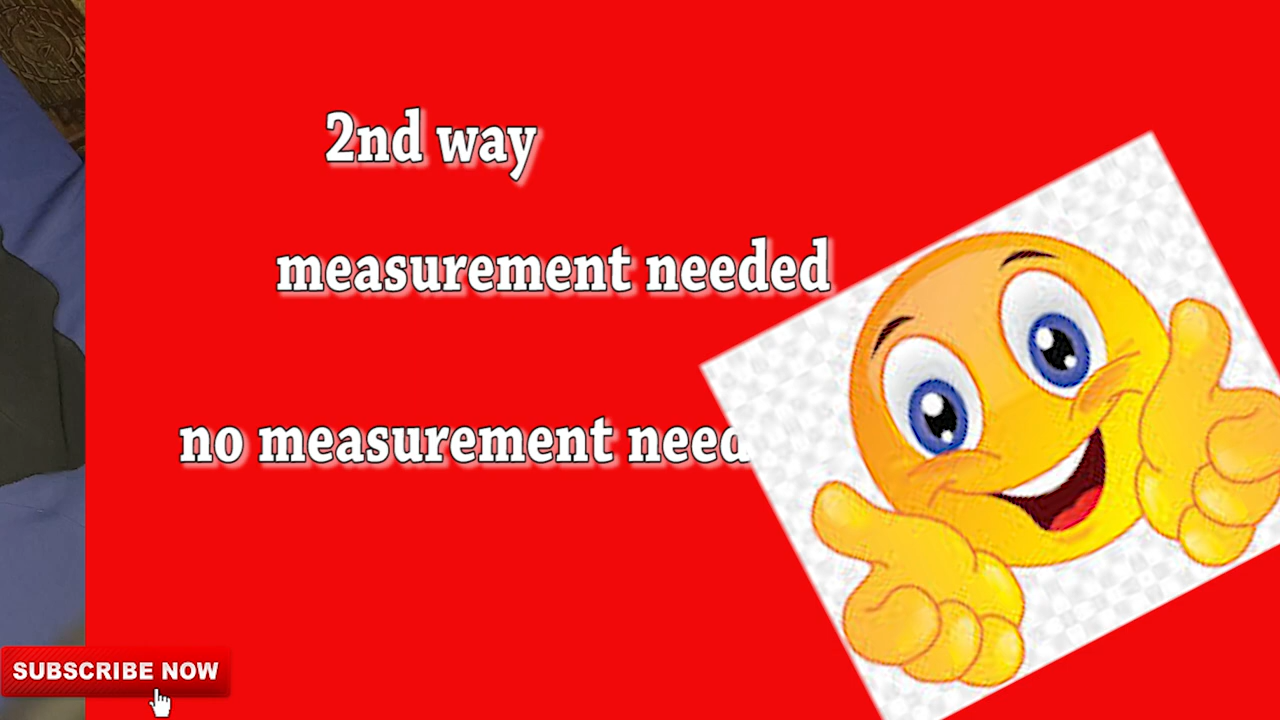 2nd way
measurement needed
no measurement need
SUBSCRIBE NOW